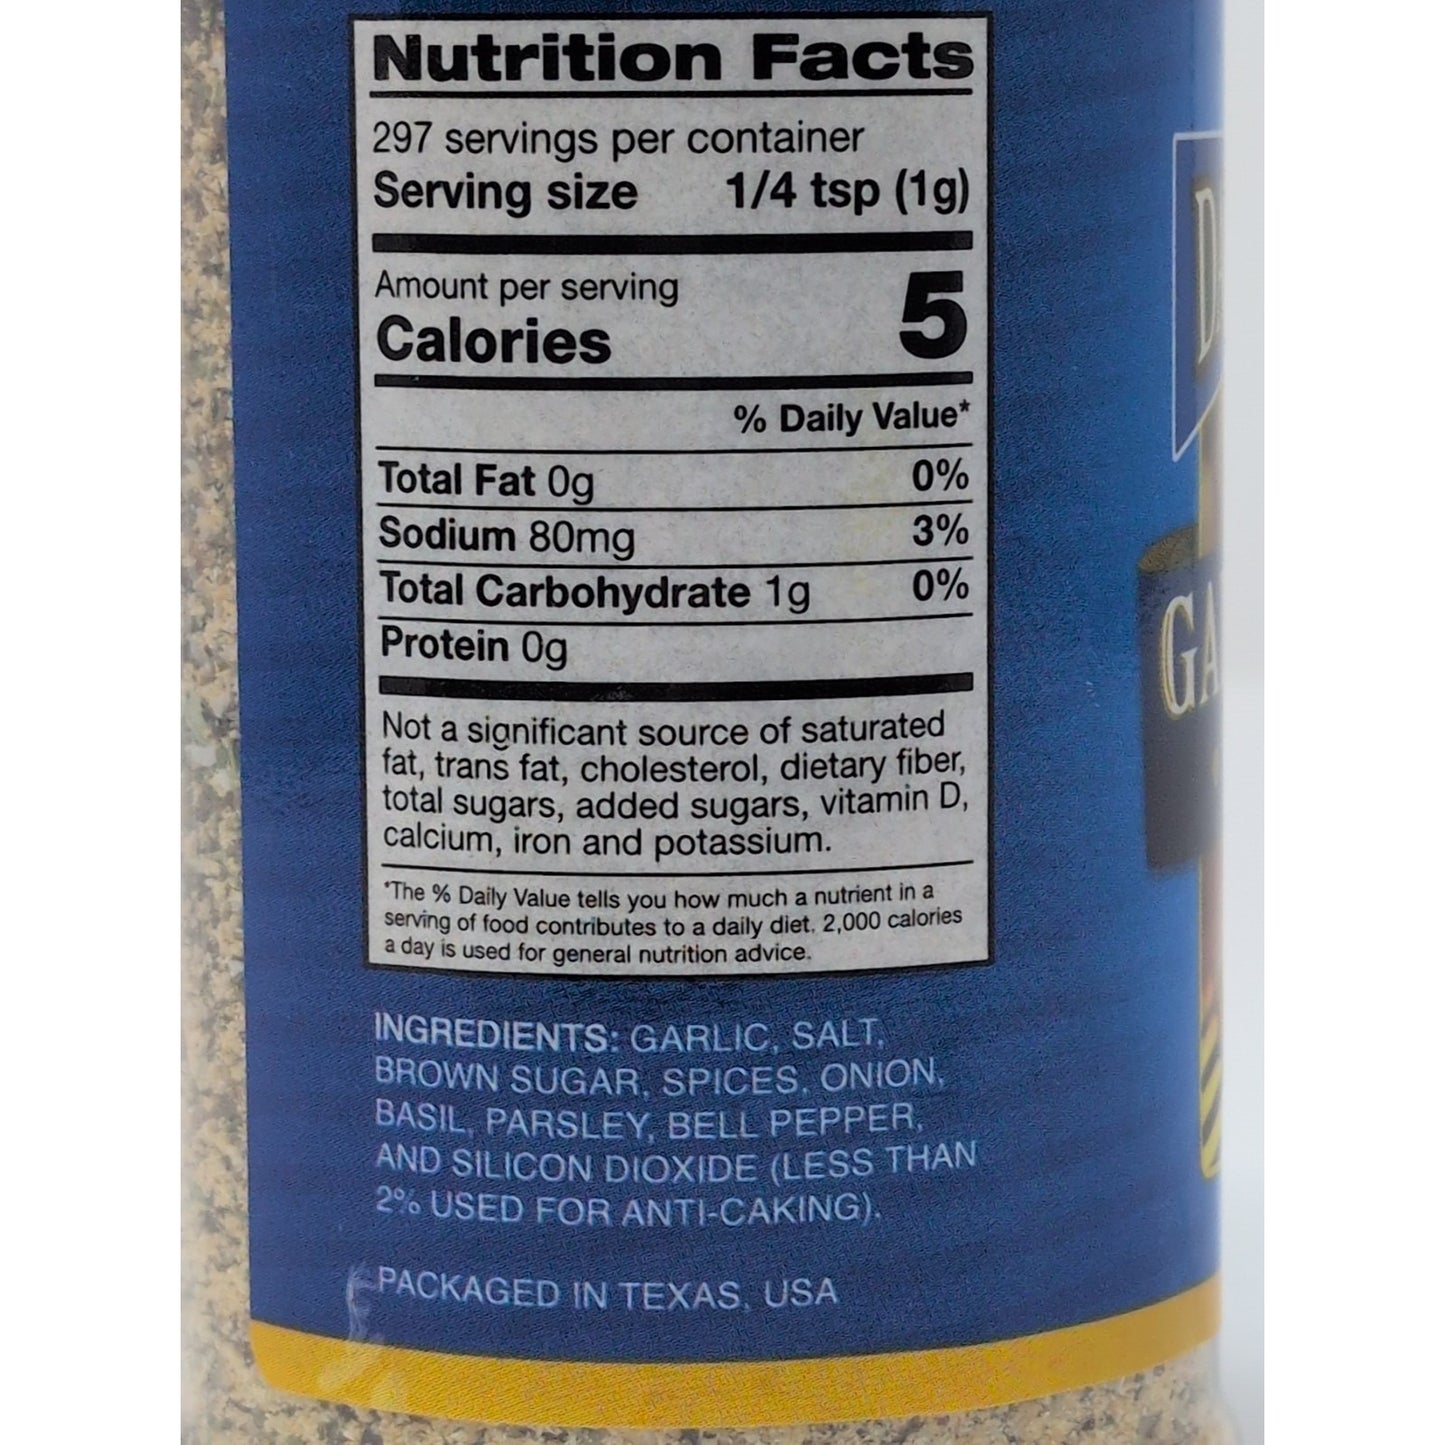 Nutrition Facts
297 servings per container
Serving size 1/4 tsp (1g)
Amount per serving
Calories 5
% Daily Value*
Total Fat 0g 0%
Sodium 80mg 3%
Total Carbohydrate 1g 0%
Protein 0g
Not a significant source of saturated
fat, trans fat, cholesterol, dietary fiber,
total sugars, added sugars, vitamin D,
calcium, iron and potassium.
*The % Daily Value tells you how much a nutrient in a
serving of food contributes to a daily diet. 2,000 calories
a day is used for general nutrition advice.
INGREDIENTS: GARLIC, SALT,
BROWN SUGAR, SPICES, ONION,
BASIL, PARSLEY, BELL PEPPER,
AND SILICON DIOXIDE (LESS THAN
2% USED FOR ANTI-CAKING).
PACKAGED IN TEXAS, USA